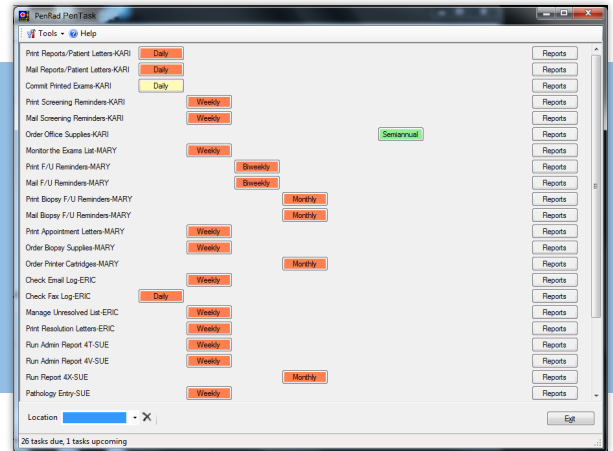 PenRad PenTask
Tools Help
Print Reports/Patient Letters-KARI Daily Reports
Mail Reports/Patient Letters-KARI Daily Reports
Commit Printed Exams-KARI Daily Reports
Print Screening Reminders-KARI Weekly Reports
Mail Screening Reminders-KARI Weekly Reports
Order Office Supplies-KARI Semiannual Reports
Monitor the Exams List-MARY Weekly Reports
Print F/U Reminders-MARY Biweekly Reports
Mail F/U Reminders-MARY Biweekly Reports
Print Biopsy F/U Reminders-MARY Monthly Reports
Mail Biopsy F/U Reminders-MARY Monthly Reports
Print Appointment Letters-MARY Weekly Reports
Order Biopsy Supplies-MARY Weekly Reports
Order Printer Cartridges-MARY Monthly Reports
Check Email Log-ERIC Weekly Reports
Check Fax Log-ERIC Daily Reports
Manage Unresolved List-ERIC Weekly Reports
Print Resolution Letters-ERIC Weekly Reports
Run Admin Report 4T-SUE Weekly Reports
Run Admin Report 4V-SUE Weekly Reports
Run Report 4X-SUE Monthly Reports
Pathology Entry-SUE Weekly Reports
Location Exit
26 tasks due, 1 tasks upcoming